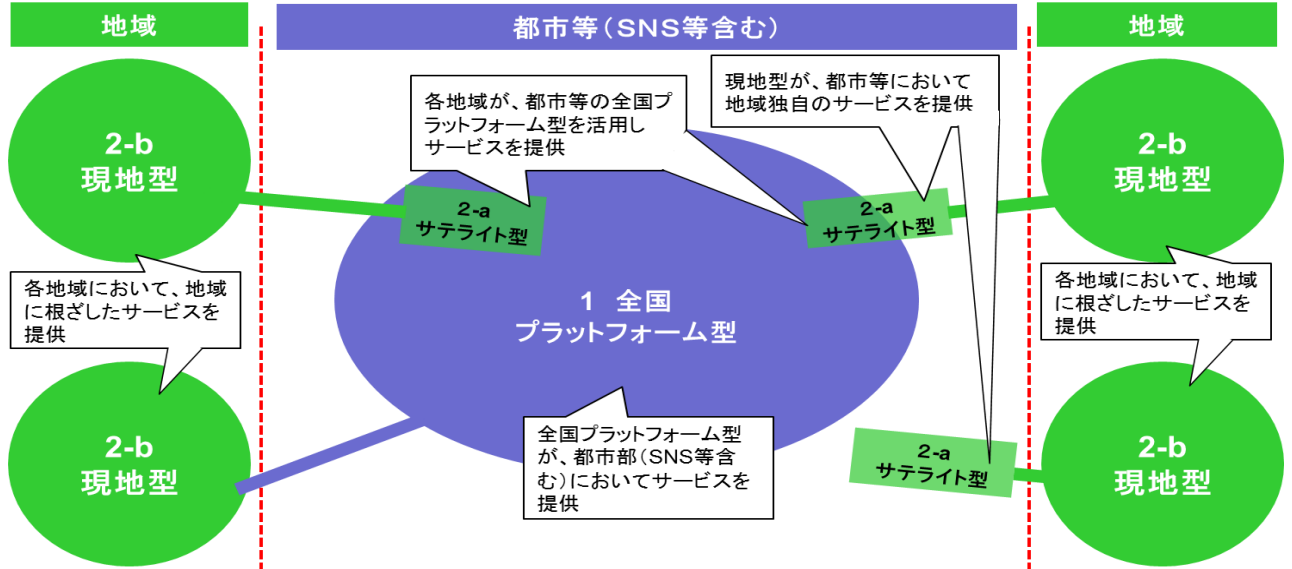 地域
都市等（SNS等含む）
地域
2-b
現地型
各地域が、都市等の全国プ
ラットフォーム型を活用し
サービスを提供
現地型が、都市等において
地域独自のサービスを提供
2-b
現地型
2-a
サテライト型
2-a
サテライト型
各地域において、地域
に根ざしたサービスを
提供
1　全国
プラットフォーム型
各地域において、地域
に根ざしたサービスを
提供
2-b
現地型
全国プラットフォーム型
が、都市部（SNS等含
む）においてサービスを
提供
2-a
サテライト型
2-b
現地型